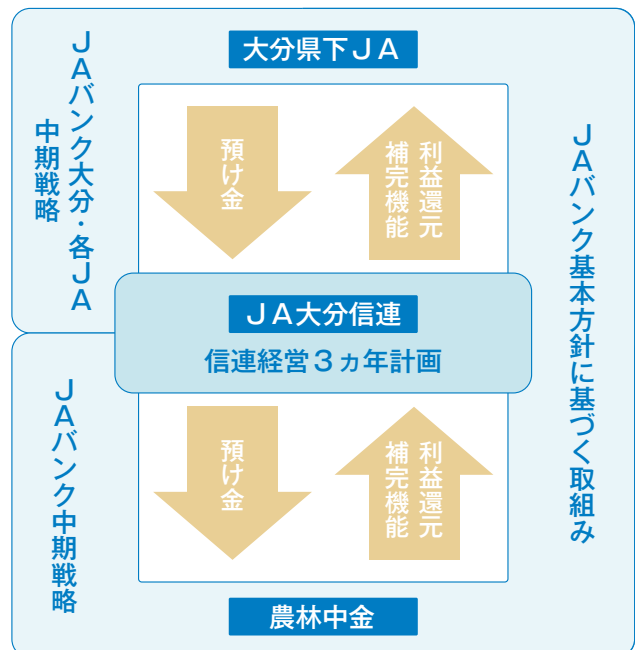 大分県下ＪＡ
ＪＡバンク大分・各ＪＡ
中期戦略
預け金
利益還元
補完機能
ＪＡバンク基本方針に基づく取組み
ＪＡ大分信連
信連経営３ヵ年計画
ＪＡバンク中期戦略
預け金
利益還元
補完機能
農林中金